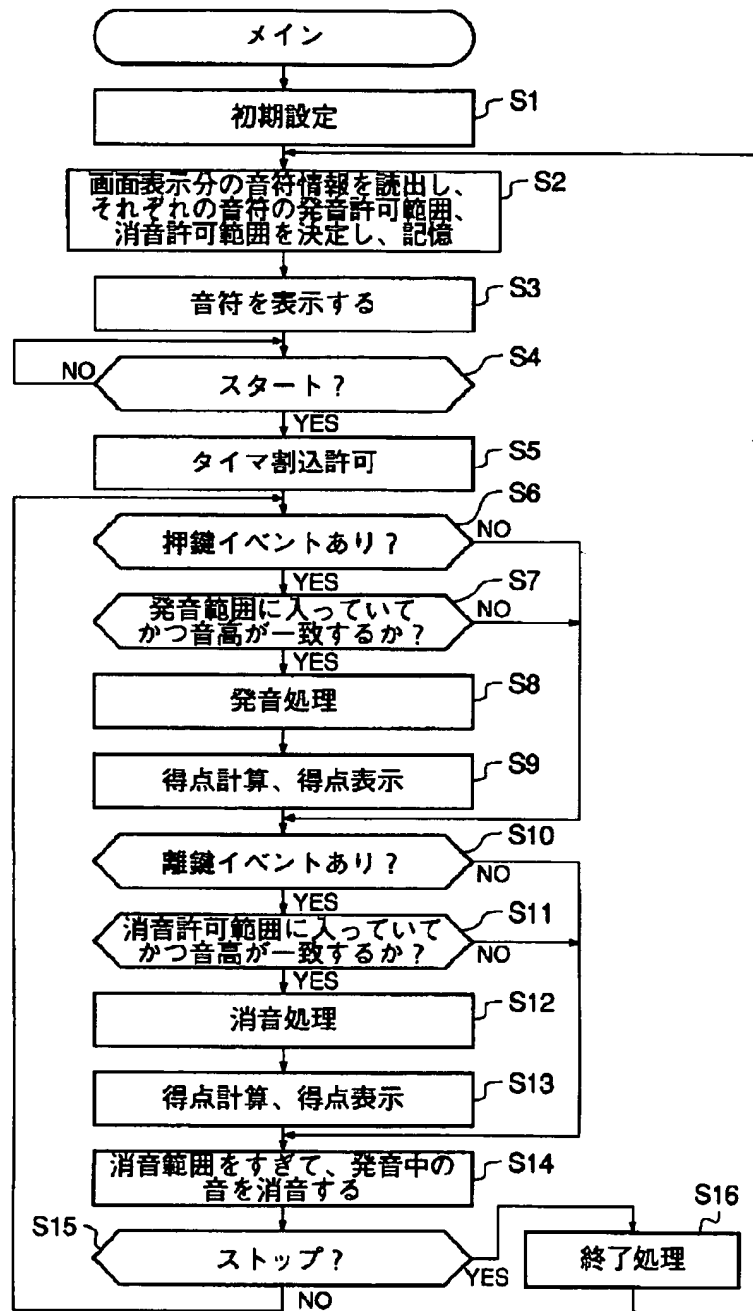 メイン
初期設定
S1
画面表示分の音符情報を読出し、
それぞれの音符の発音許可範囲、
消音許可範囲を決定し、記憶
S2
音符を表示する
S3
スタート？
S4
NO
YES
タイマ割込許可
S5
押鍵イベントあり？
S6
NO
YES
発音範囲に入っていて
かつ音高が一致するか？
S7
NO
YES
発音処理
S8
得点計算、得点表示
S9
離鍵イベントあり？
S10
NO
YES
消音許可範囲に入っていて
かつ音高が一致するか？
S11
NO
YES
消音処理
S12
得点計算、得点表示
S13
消音範囲をすぎて、発音中の
音を消音する
S14
S15
ストップ？
YES
NO
S16
終了処理